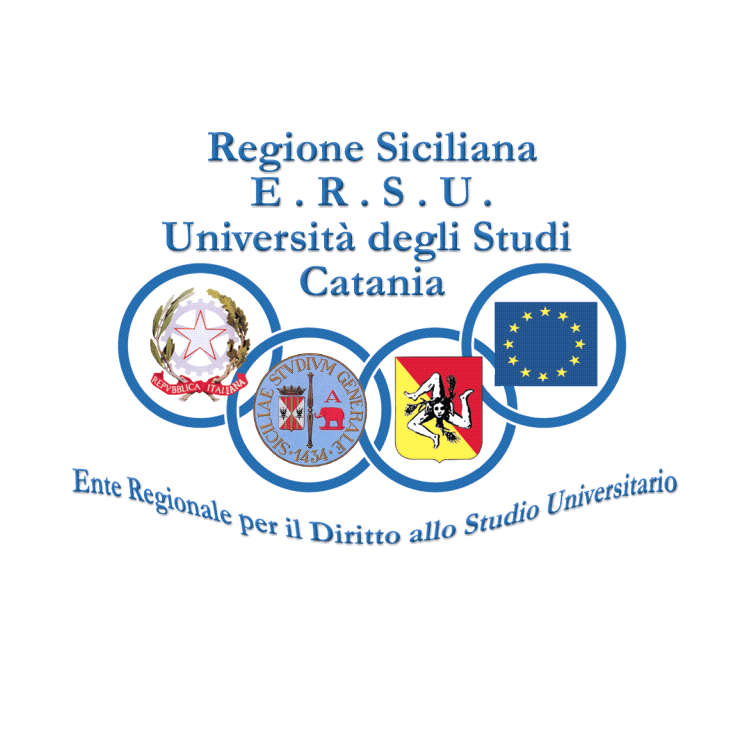 Regione Siciliana
E . R . S . U .
Università degli Studi
Catania
REPVBBLICA ITALIANA
SICILIAE STVDIVM GENERALE
1434
A
Ente Regionale per il Diritto allo Studio Universitario